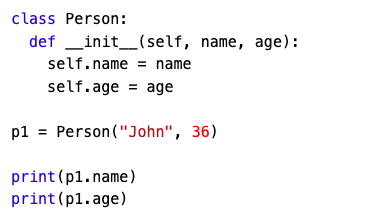 class Person:
  def __init__(self, name, age):
    self.name = name
    self.age = age

p1 = Person("John", 36)

print(p1.name)
print(p1.age)